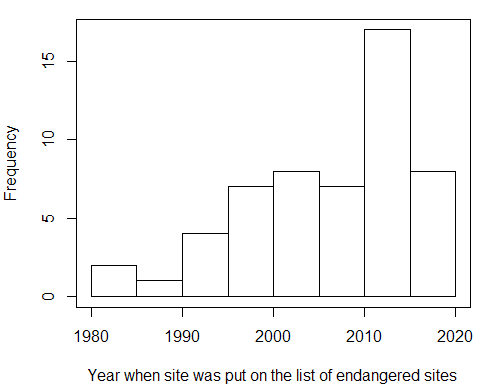 15
10
5
0
Frequency
1980 1990 2000 2010 2020
Year when site was put on the list of endangered sites